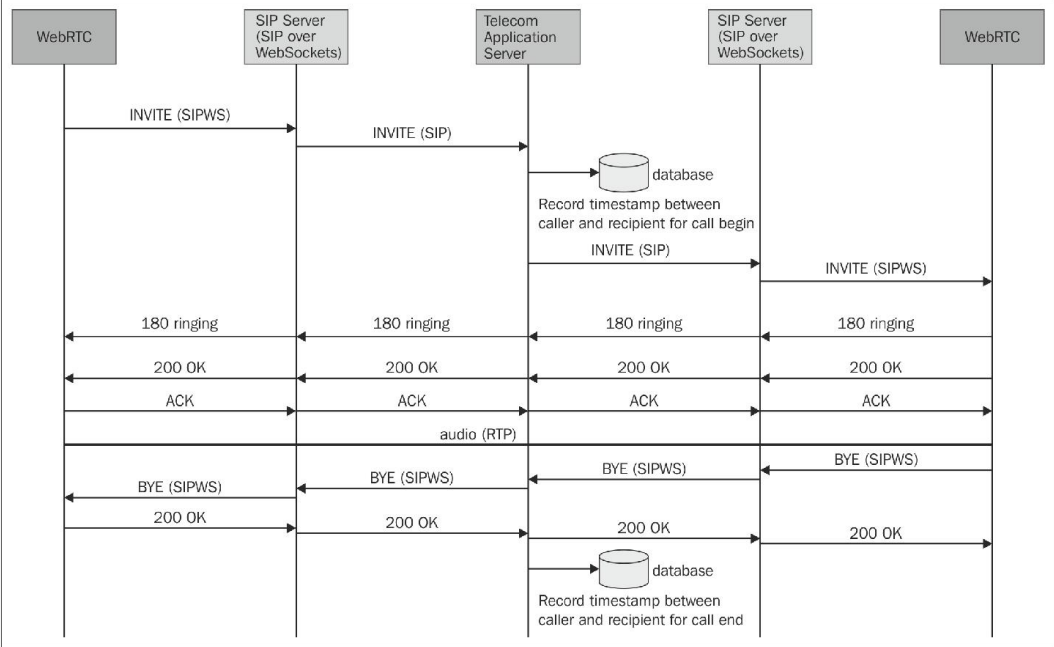 WebRTC
SIP Server
(SIP over
WebSockets)
Telecom
Application
Server
SIP Server
(SIP over
WebSockets)
WebRTC
INVITE (SIPWS)
INVITE (SIP)
database
Record timestamp between
caller and recipient for call begin
INVITE (SIP)
INVITE (SIPWS)
180 ringing
180 ringing
180 ringing
180 ringing
200 OK
200 OK
200 OK
200 OK
ACK
ACK
ACK
ACK
audio (RTP)
BYE (SIPWS)
BYE (SIPWS)
BYE (SIPWS)
BYE (SIPWS)
200 OK
200 OK
200 OK
200 OK
database
Record timestamp between
caller and recipient for call end